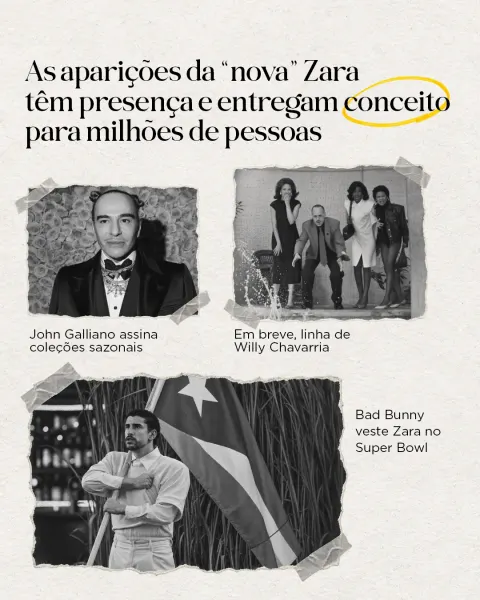 As aparições da “nova” Zara
têm presença e entregam conceito
para milhões de pessoas
John Galliano assina
coleções sazonais
Em breve, linha de
Willy Chavarria
Bad Bunny
veste Zara no
Super Bowl